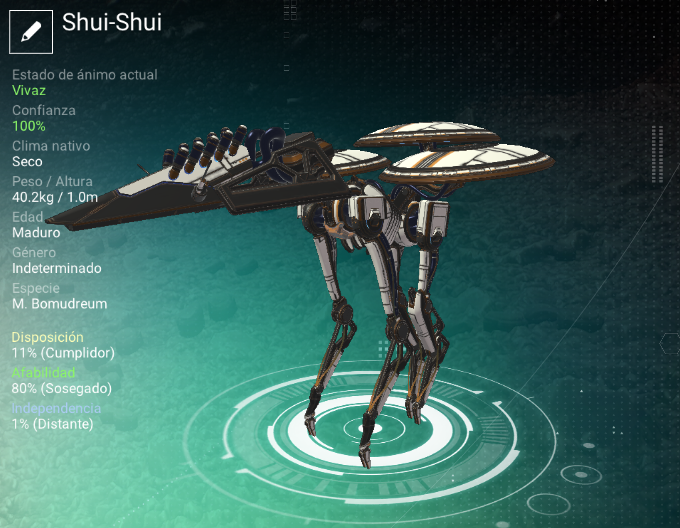 Shui-Shui
Estado de ánimo actual
Vivaz
Confianza
100%
Clima nativo
Seco
Peso / Altura
40.2kg / 1.0m
Edad
Maduro
Género
Indeterminado
Especie
M. Bomudreum
Disposición
11% (Cumplidor)
Afabilidad
80% (Sosegado)
Independencia
1% (Distante)